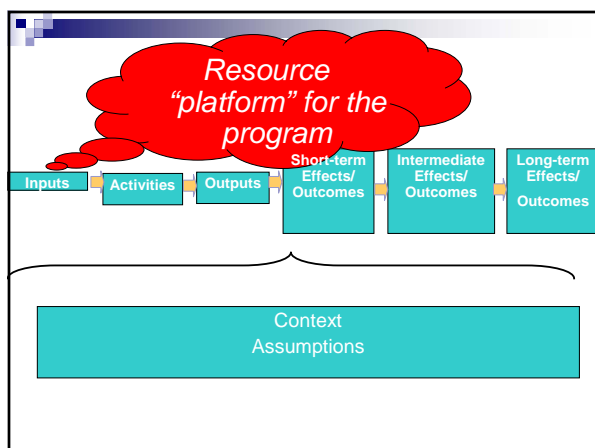 Resource
“platform” for the
program
Inputs
Activities
Outputs
Short-term
Effects/
Outcomes
Intermediate
Effects/
Outcomes
Long-term
Effects/
Outcomes
Context
Assumptions